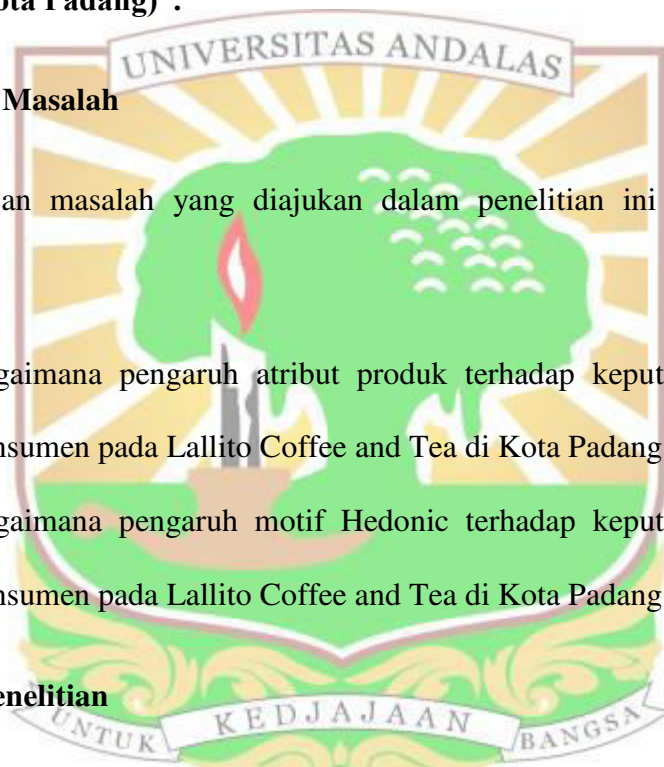 ota Padang)".
UNIVERSITAS ANDALAS
Masalah
an masalah yang diajukan dalam penelitian ini
gaimana pengaruh atribut produk terhadap keput
nsumen pada Lallito Coffee and Tea di Kota Padang
gaimana pengaruh motif Hedonic terhadap keput
nsumen pada Lallito Coffee and Tea di Kota Padang
enelitian
UNTUK KEDJAJAAN BANGSA